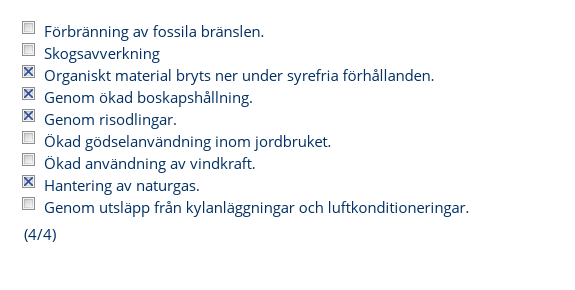 Förbränning av fossila bränslen.
Skogsavverkning
Organiskt material bryts ner under syrefria förhållanden.
Genom ökad boskapshållning.
Genom risodlingar.
Ökad gödselanvändning inom jordbruket.
Ökad användning av vindkraft.
Hantering av naturgas.
Genom utsläpp från kylanläggningar och luftkonditioneringar.
(4/4)